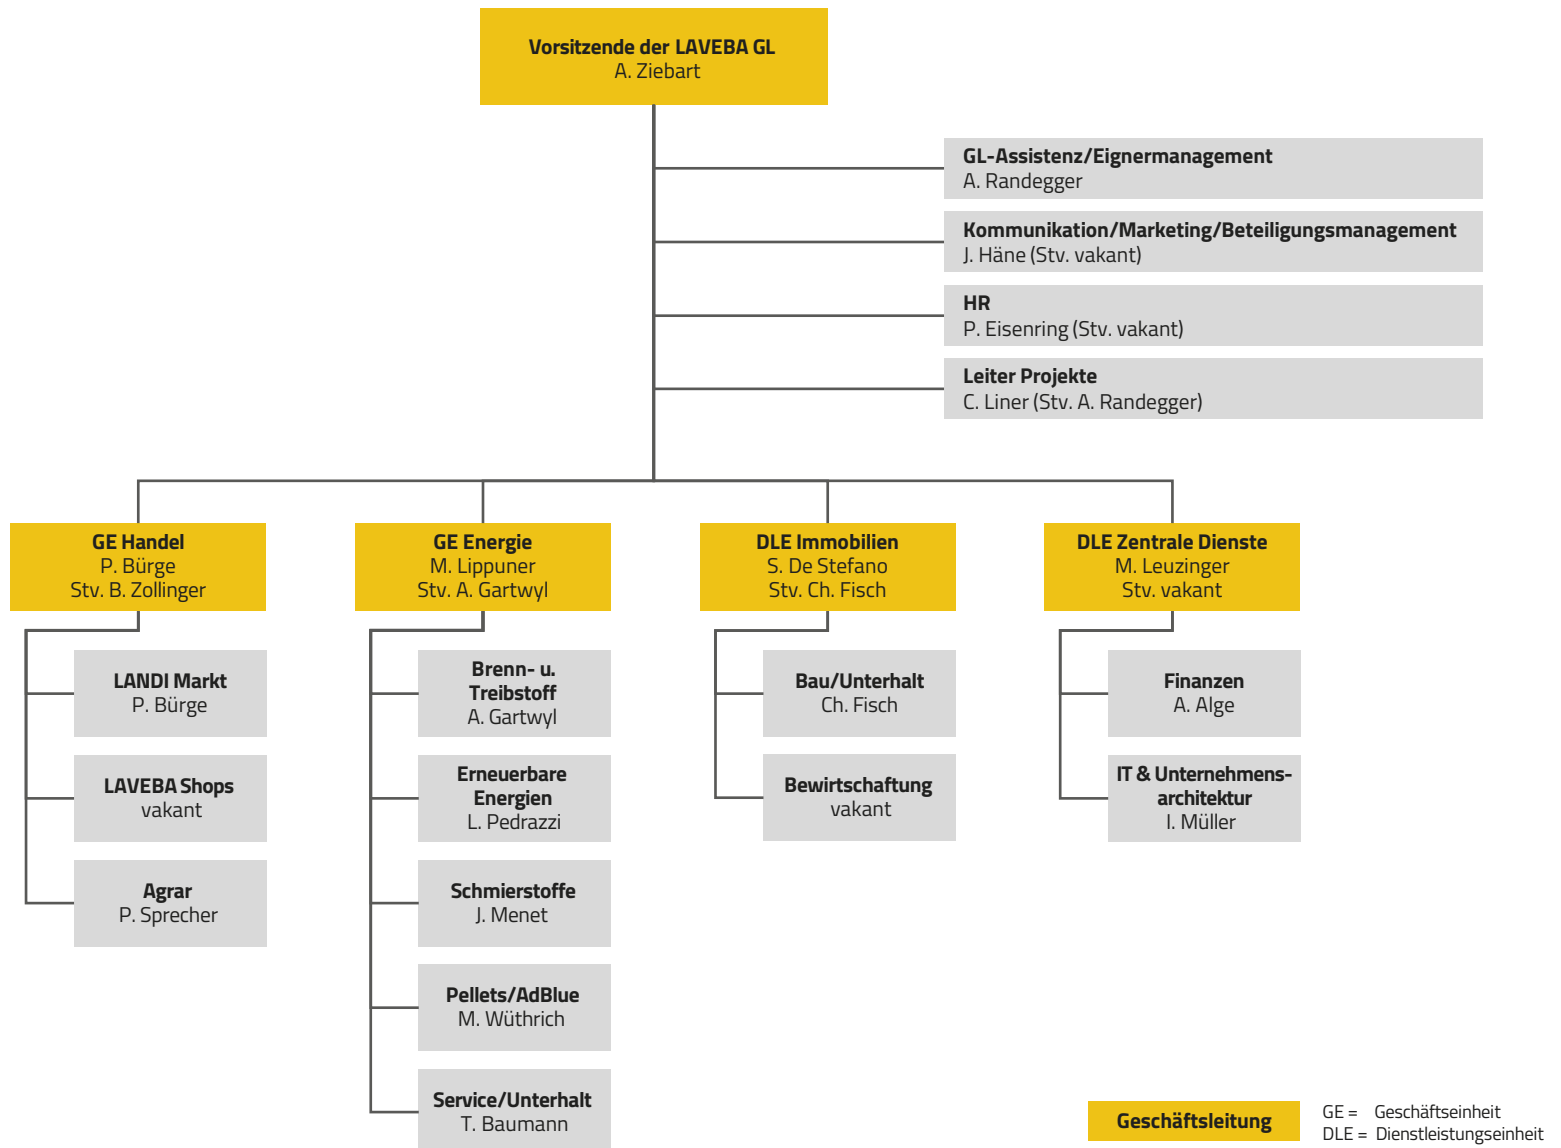 Vorsitzende der LAVEBA GL
A. Ziebart
GL-Assistenz/Eignermanagement
A. Randegger
Kommunikation/Marketing/Beteiligungsmanagement
J. Häne (Stv. vakant)
HR
P. Eisenring (Stv. vakant)
Leiter Projekte
C. Liner (Stv. A. Randegger)
GE Handel
P. Bürge
Stv. B. Zollinger
LANDI Markt
P. Bürge
LAVEBA Shops
vakant
Agrar
P. Sprecher
GE Energie
M. Lippuner
Stv. A. Gartwyl
Brenn- u.
Treibstoff
A. Gartwyl
Erneuerbare
Energien
L. Pedrazzi
Schmierstoffe
J. Menet
Pellets/AdBlue
M. Wüthrich
Service/Unterhalt
T. Baumann
DLE Immobilien
S. De Stefano
Stv. Ch. Fisch
Bau/Unterhalt
Ch. Fisch
Bewirtschaftung
vakant
DLE Zentrale Dienste
M. Leuzinger
Stv. vakant
Finanzen
A. Alge
IT & Unternehmens-
architektur
I. Müller
Geschäftsleitung
GE = Geschäftseinheit
DLE = Dienstleistungseinheit